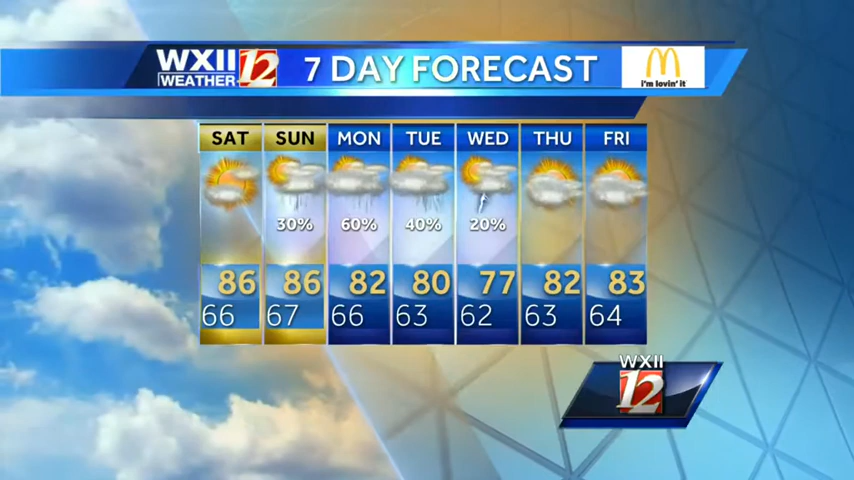 WXII 12
WEATHER
7 DAY FORECAST
i'm lovin' it
SAT SUN MON TUE WED THU FRI
30% 60% 40% 20%
86 86 82 80 77 82 83
66 67 66 63 62 63 64
WXII
12